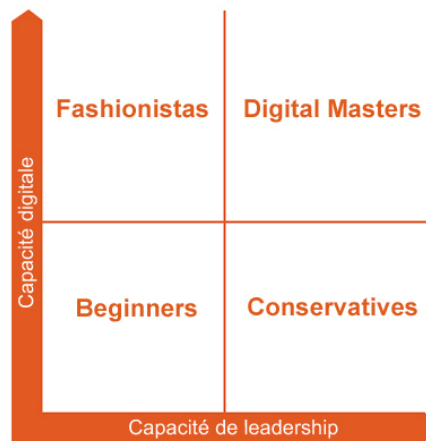 Fashionistas
Digital Masters
Capacité digitale
Beginners
Conservatives
Capacité de leadership